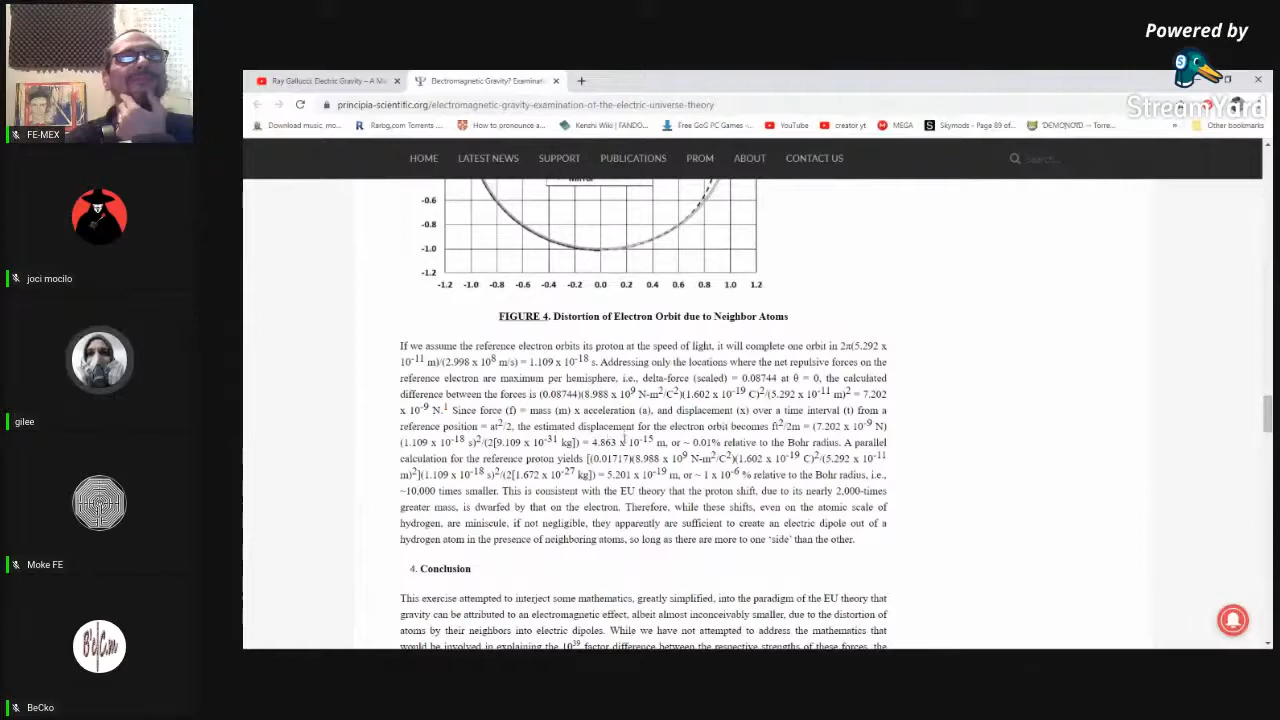 Powered by
S
StreamYard
FE-MEX
joci mocilo
gilee
Moke FE
BeCko
Ray Gallucci: Electric Gravity – A Ma
Electromagnetic Gravity? Examinat
principia-scientific.org/electromagnetic-gravity-examination-of-the-electric-universe-theory
Download music, mo...
Rarbg.com Torrents ...
How to pronounce a...
Kenshi Wiki | FANDO...
Free GoG PC Games -...
YouTube
creator yt
MEGA
Skymods - Page 89 of...
Other bookmarks
HOME LATEST NEWS SUPPORT PUBLICATIONS PROM ABOUT CONTACT US
Search...
-0.6
-0.8
-1.0
-1.2
-1.2 -1.0 -0.8 -0.6 -0.4 -0.2 0.0 0.2 0.4 0.6 0.8 1.0 1.2
FIGURE 4. Distortion of Electron Orbit due to Neighbor Atoms
If we assume the reference electron orbits its proton at the speed of light, it will complete one orbit in 2π(5.292 x
10⁻¹¹ m)/(2.998 x 10⁸ m/s) = 1.109 x 10⁻¹⁸ s. Addressing only the locations where the net repulsive forces on the
reference electron are maximum per hemisphere, i.e., delta-force (scaled) = 0.08744 at θ = 0, the calculated
difference between the forces is (0.08744)(8.988 x 10⁹ N-m²/C²)(1.602 x 10⁻¹⁹ C)²/(5.292 x 10⁻¹¹ m)² = 7.202
x 10⁻⁹ N.¹ Since force (f) = mass (m) x acceleration (a), and displacement (x) over a time interval (t) from a
reference position = at²/2, the estimated displacement for the electron orbit becomes ft²/2m = (7.202 x 10⁻⁹ N)
(1.109 x 10⁻¹⁸ s)²/(2[9.109 x 10⁻³¹ kg]) = 4.863 x 10⁻¹⁵ m, or ~ 0.01% relative to the Bohr radius. A parallel
calculation for the reference proton yields [(0.01717)(8.988 x 10⁹ N-m²/C²)(1.602 x 10⁻¹⁹ C)²/(5.292 x 10⁻¹¹
m)²](1.109 x 10⁻¹⁸ s)²/(2[1.672 x 10⁻²⁷ kg]) = 5.201 x 10⁻¹⁹ m, or ~ 1 x 10⁻⁶ % relative to the Bohr radius, i.e.,
~10,000 times smaller. This is consistent with the EU theory that the proton shift, due to its nearly 2,000-times
greater mass, is dwarfed by that on the electron. Therefore, while these shifts, even on the atomic scale of
hydrogen, are miniscule, if not negligible, they apparently are sufficient to create an electric dipole out of a
hydrogen atom in the presence of neighboring atoms, so long as there are more to one 'side' than the other.
4. Conclusion
This exercise attempted to interject some mathematics, greatly simplified, into the paradigm of the EU theory that
gravity can be attributed to an electromagnetic effect, albeit almost inconceivably smaller, due to the distortion of
atoms by their neighbors into electric dipoles. While we have not attempted to address the mathematics that
would be involved in explaining the 10³⁹ factor difference between the respective strengths of these forces, the